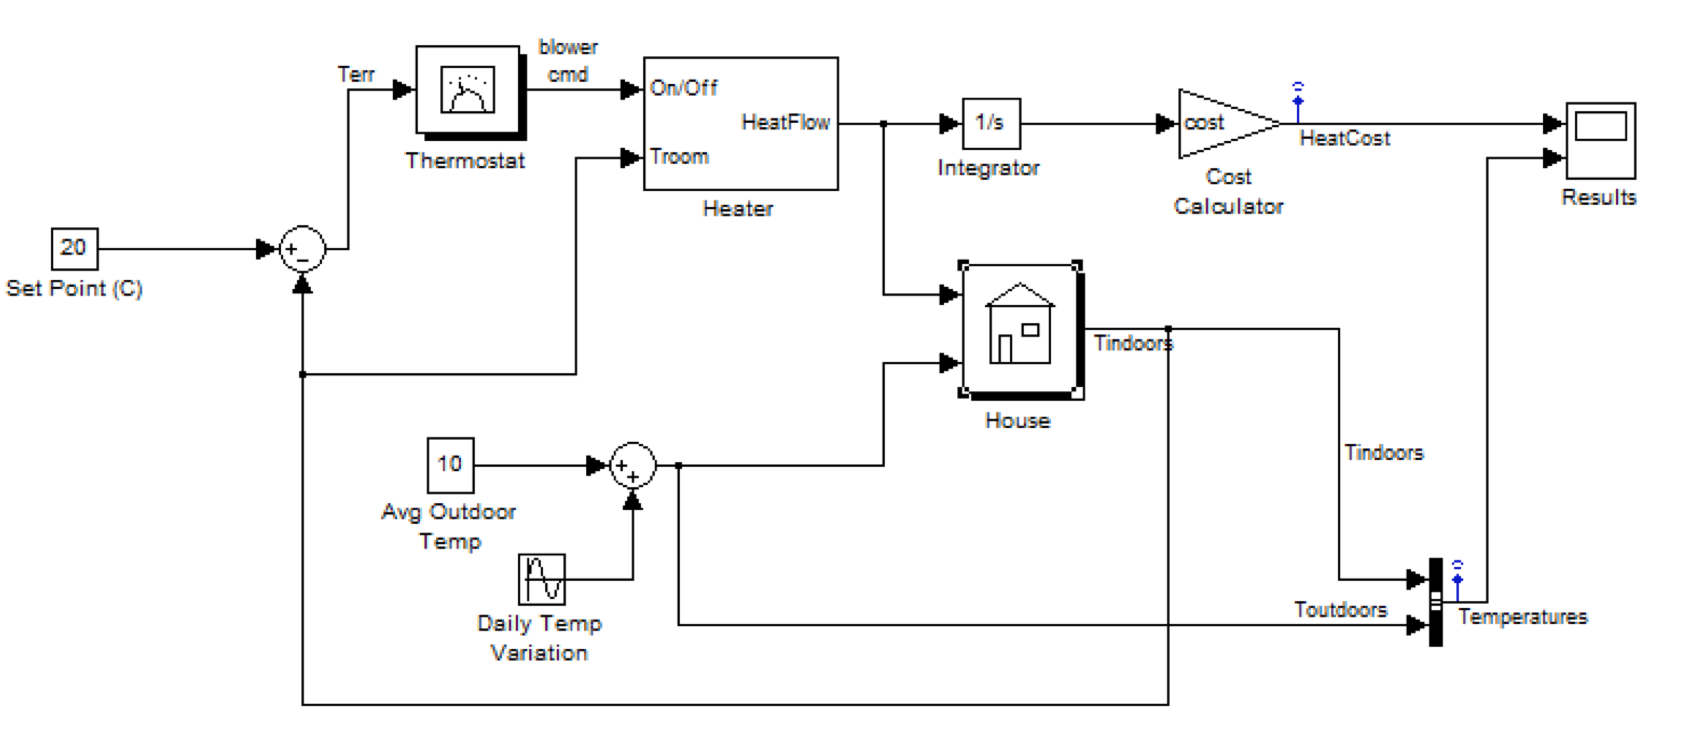 blower
cmd
Terr
On/Off
HeatFlow
Troom
Thermostat
Heater
1/s
Integrator
cost
HeatCost
Cost
Calculator
Results
20
+
−
Set Point (C)
Tindoors
House
10
+
+
Avg Outdoor
Temp
Tindoors
Daily Temp
Variation
Toutdoors
Temperatures